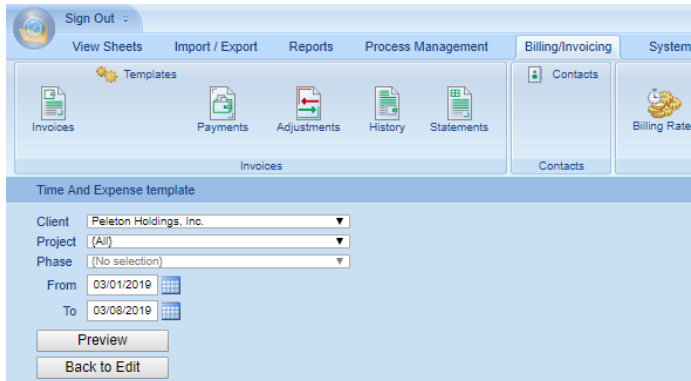 Sign Out
View Sheets Import / Export Reports Process Management Billing/Invoicing System
Templates Contacts
Invoices Payments Adjustments History Statements Billing Rate
Invoices Contacts
Time And Expense template
Client Peleton Holdings, Inc.
Project {All}
Phase {No selection}
From 03/01/2019
To 03/08/2019
Preview
Back to Edit